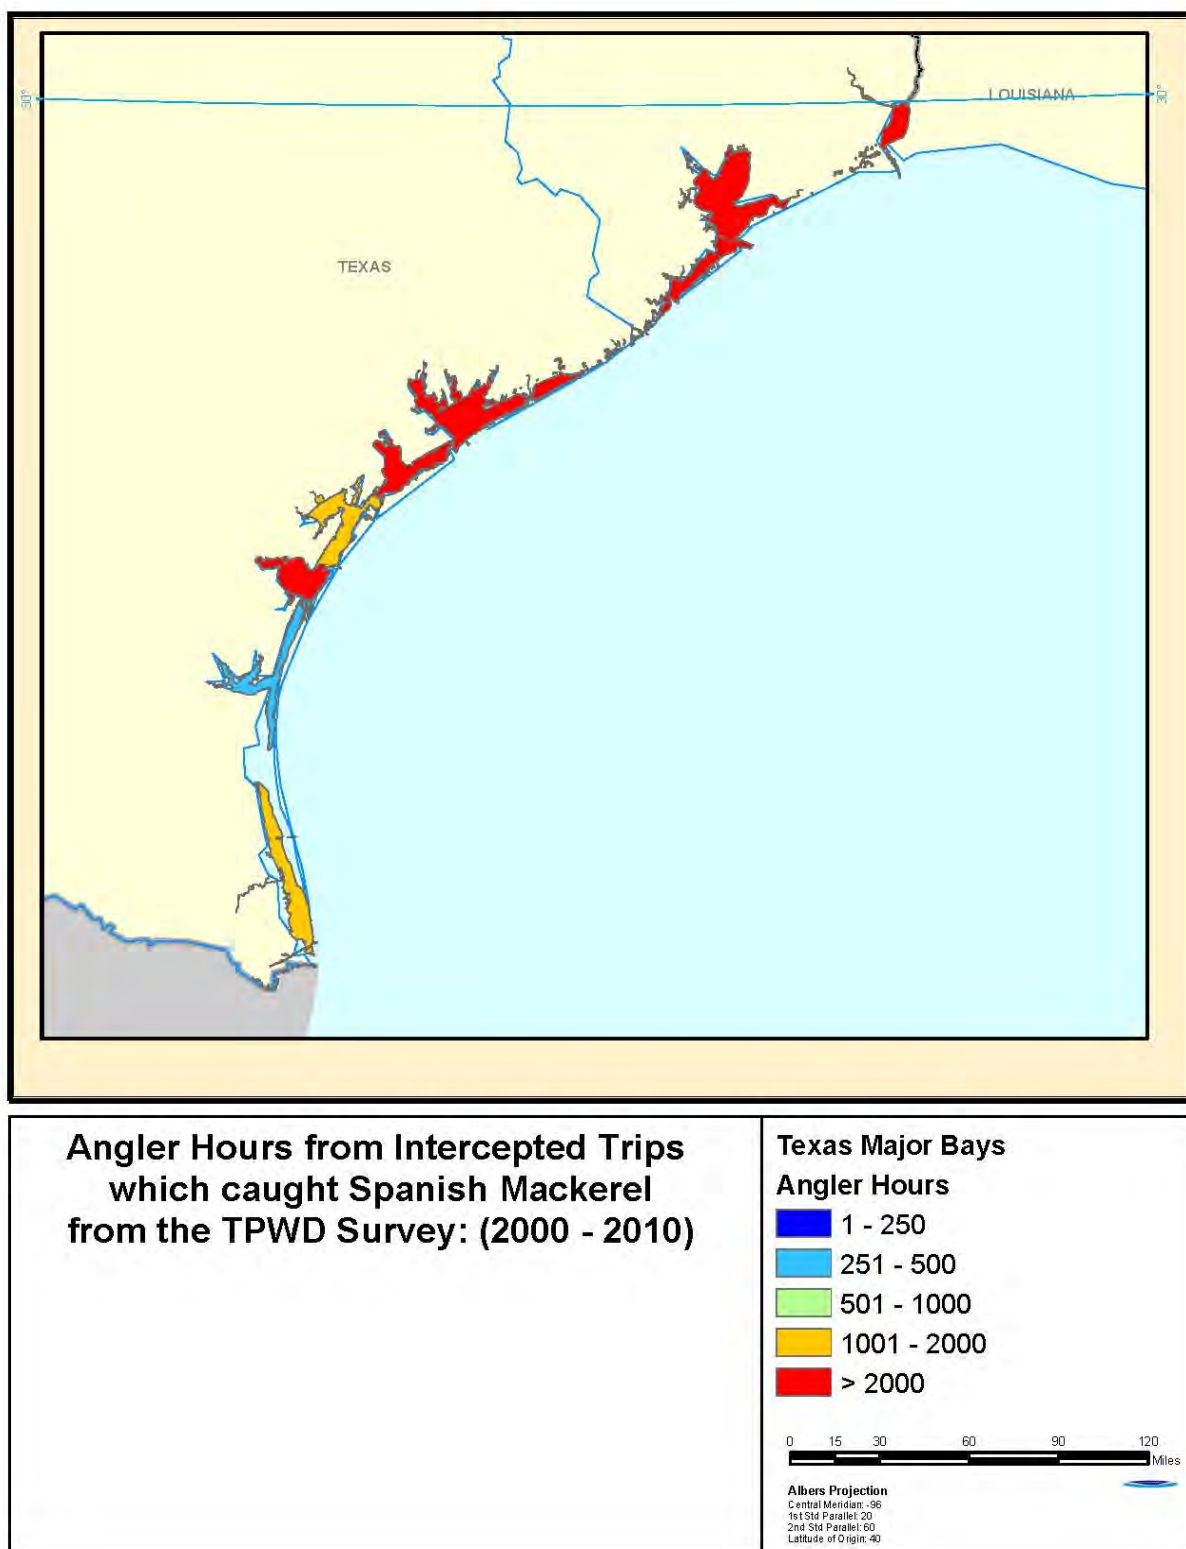 30°
LOUISIANA
30°
TEXAS
Angler Hours from Intercepted Trips
which caught Spanish Mackerel
from the TPWD Survey: (2000 - 2010)
Texas Major Bays
Angler Hours
1 - 250
251 - 500
501 - 1000
1001 - 2000
> 2000
0 15 30 60 90 120
Miles
Albers Projection
Central Meridian: -96
1st Std Parallel: 20
2nd Std Parallel: 60
Latitude of Origin: 40